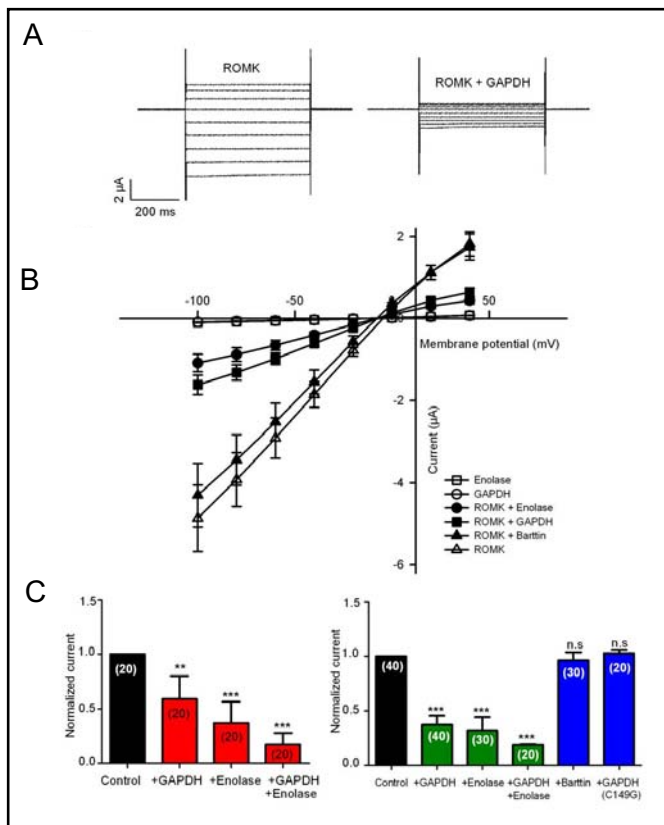 A
ROMK
ROMK + GAPDH
2 µA
200 ms
B
2
-100
-50
0
50
Membrane potential (mV)
-2
-4
-6
Current (µA)
Enolase
GAPDH
ROMK + Enolase
ROMK + GAPDH
ROMK + Barttin
ROMK
C
1.5
1.0
0.5
0.0
Normalized current
(20)
**
(20)
***
(20)
***
(20)
Control
+GAPDH
+Enolase
+GAPDH
+Enolase
1.5
1.0
0.5
0.0
Normalized current
(40)
***
(40)
***
(30)
***
(20)
n.s
(30)
n.s
(20)
Control
+GAPDH
+Enolase
+GAPDH
+Enolase
+Barttin
+GAPDH
(C149G)